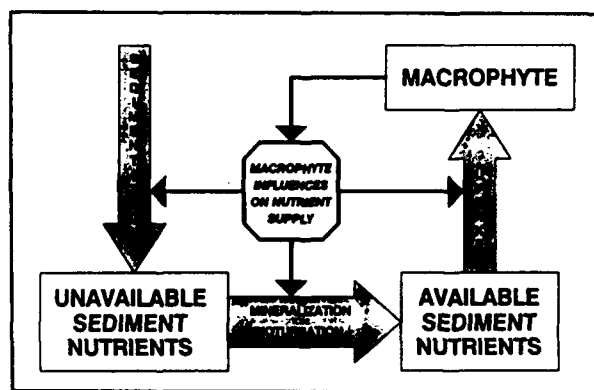 MACROPHYTE
MACROPHYTE
INFLUENCES
ON NUTRIENT
SUPPLY
UNAVAILABLE
SEDIMENT
NUTRIENTS
MINERALIZATION
AVAILABLE
SEDIMENT
NUTRIENTS